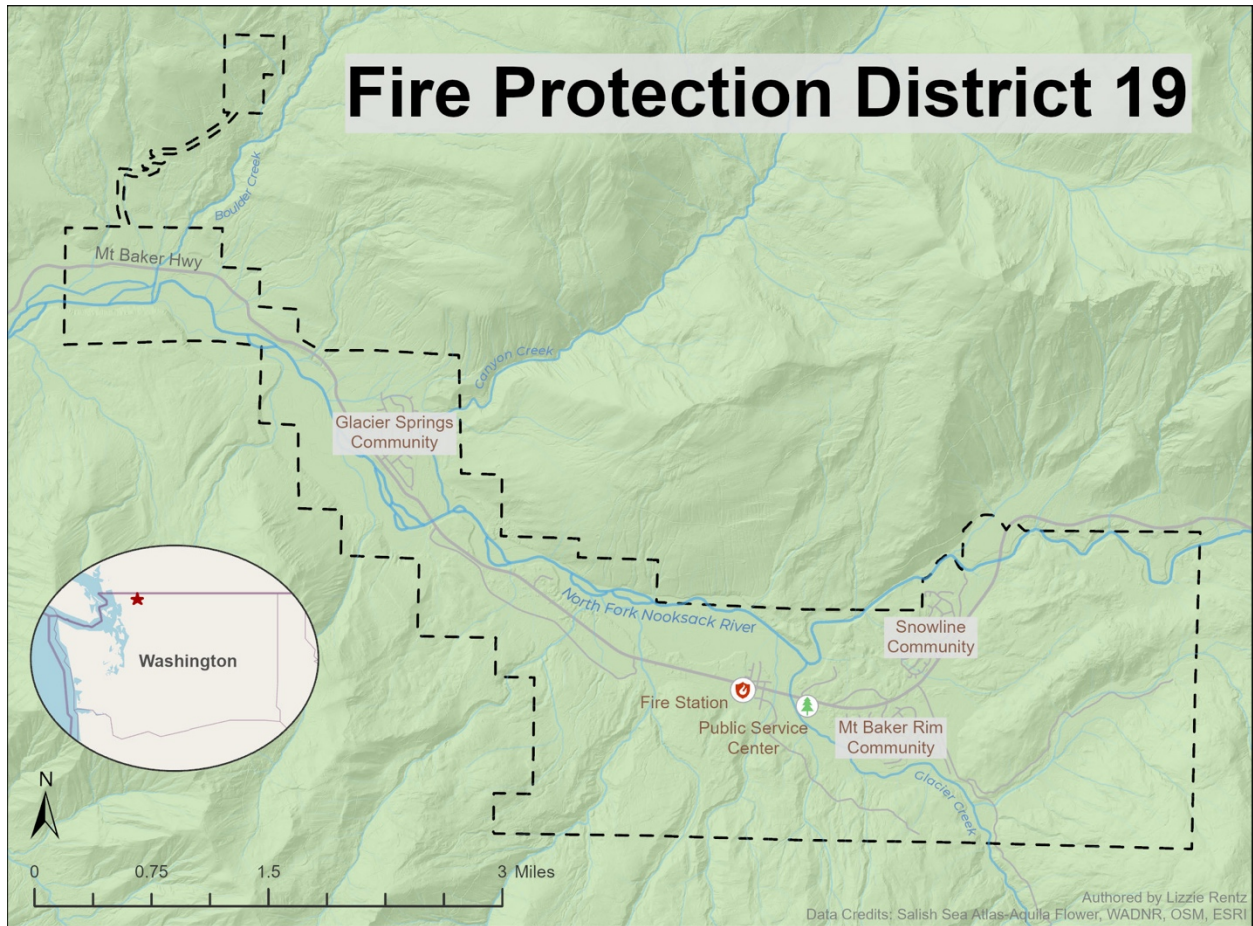 Fire Protection District 19
Boulder Creek
Mt Baker Hwy
Canyon Creek
Glacier Springs
Community
North Fork Nooksack River
Snowline
Community
Washington
Fire Station
Public Service
Center
Mt Baker Rim
Community
Glacier Creek
N
0 0.75 1.5 3 Miles
Authored by Lizzie Rentz
Data Credits: Salish Sea Atlas-Aquila Flower, WADNR, OSM, ESRI